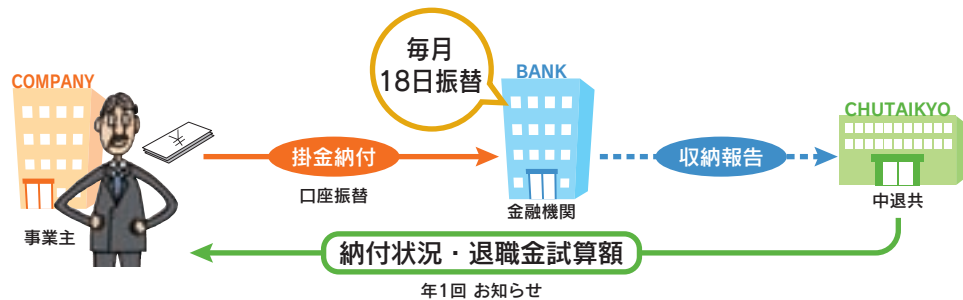 毎月
18日振替
COMPANY
BANK
CHUTAIKYO
¥
掛金納付
収納報告
口座振替
金融機関
中退共
事業主
納付状況・退職金試算額
年1回 お知らせ